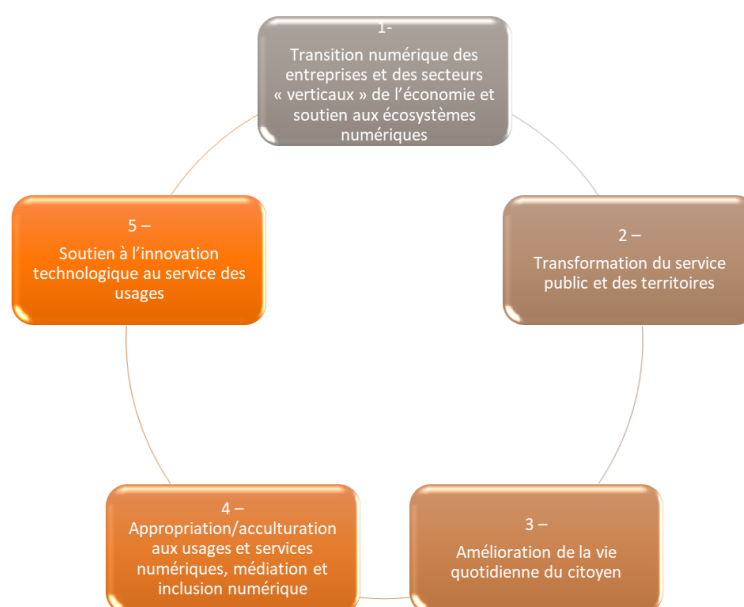 1-
Transition numérique des
entreprises et des secteurs
« verticaux » de l'économie et
soutien aux écosystèmes
numériques
2 –
Transformation du service
public et des territoires
3 –
Amélioration de la vie
quotidienne du citoyen
4 –
Appropriation/acculturation
aux usages et services
numériques, médiation et
inclusion numérique
5 –
Soutien à l'innovation
technologique au service des
usages